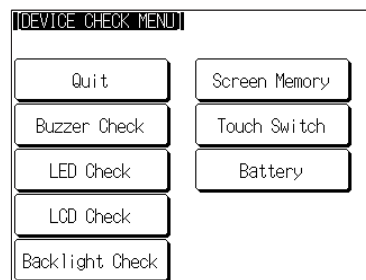 [DEVICE CHECK MENU]
Quit
Buzzer Check
LED Check
LCD Check
Backlight Check
Screen Memory
Touch Switch
Battery